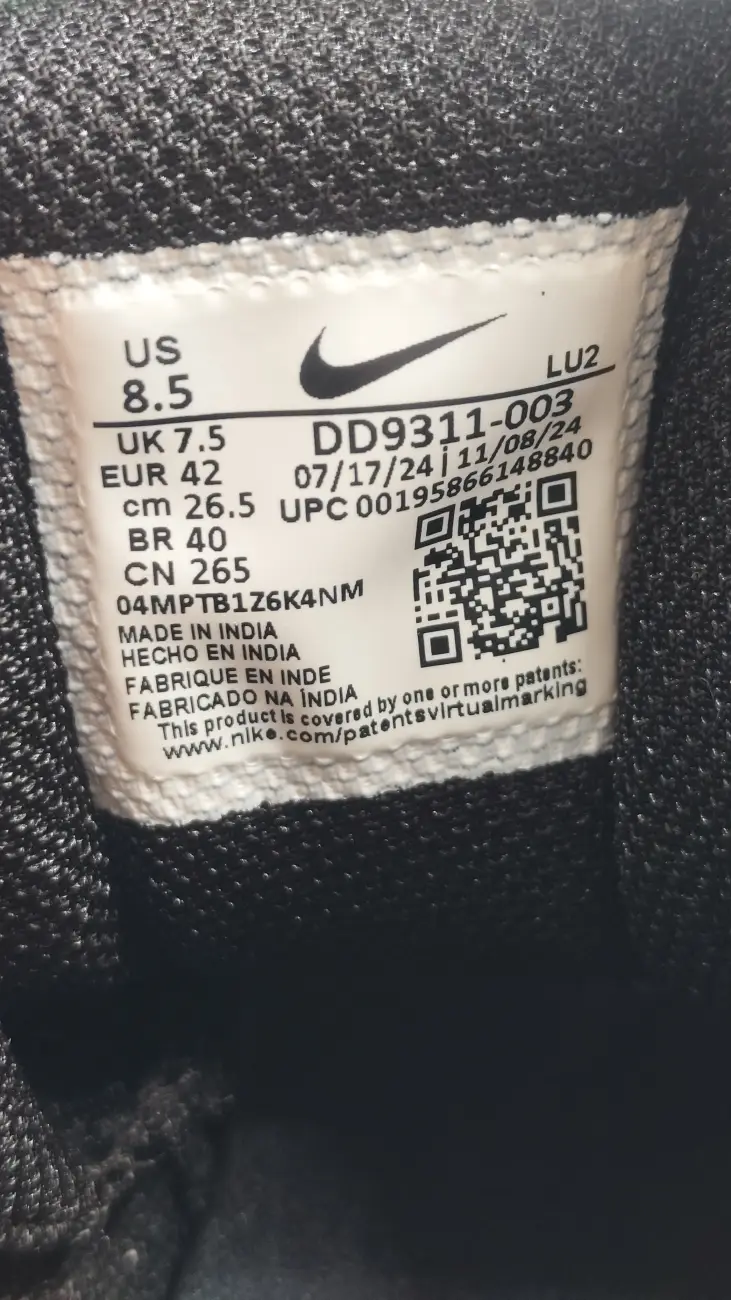 US
8.5
LU2
UK 7.5
EUR 42
cm 26.5
BR 40
CN 265
DD9311-003
07/17/24 | 11/08/24
UPC 00195866148840
04MPTB1Z6K4NM
MADE IN INDIA
HECHO EN INDIA
FABRIQUE EN INDE
FABRICADO NA ÍNDIA
This product is covered by one or more patents:
www.nike.com/patentsvirtualmarking